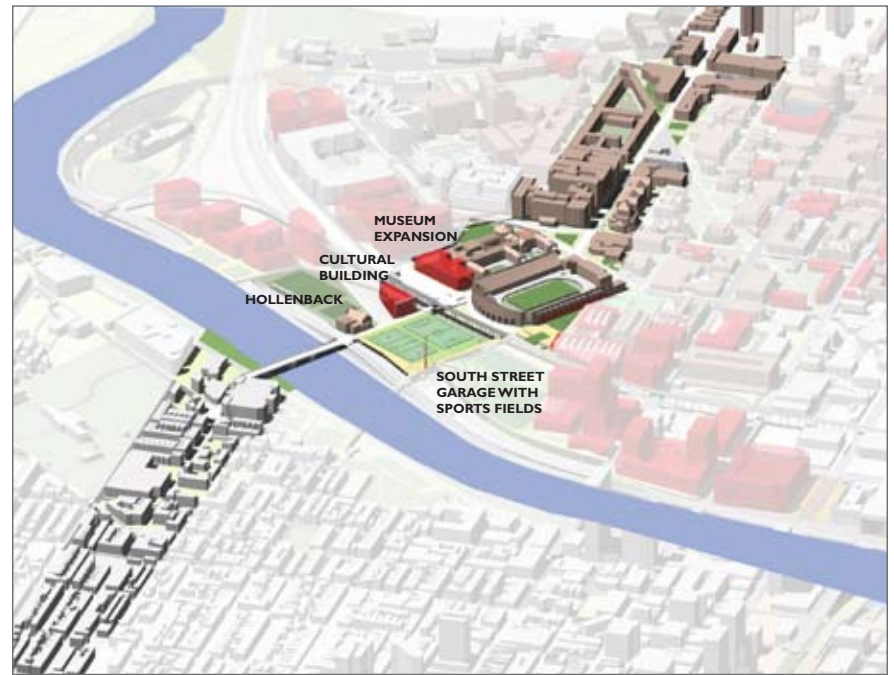 MUSEUM
EXPANSION
CULTURAL
BUILDING
HOLLENBACK
SOUTH STREET
GARAGE WITH
SPORTS FIELDS